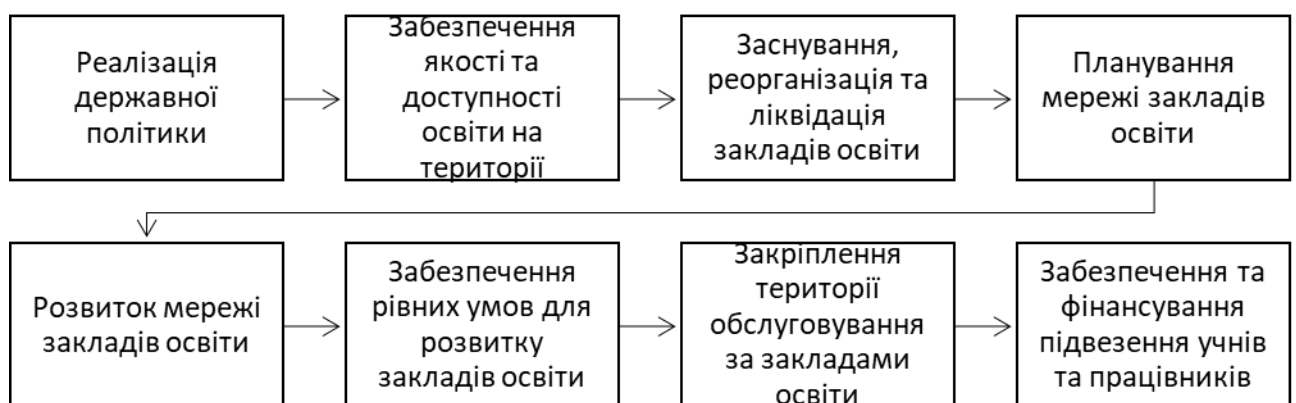 Реалізація
державної
політики
Забезпечення
якості та
доступності
освіти на
території
Заснування,
реорганізація та
ліквідація
закладів освіти
Планування
мережі закладів
освіти
Розвиток мережі
закладів освіти
Забезпечення
рівних умов для
розвитку
закладів освіти
Закріплення
території
обслуговування
за закладами
освіти
Забезпечення та
фінансування
підвезення учнів
та працівників